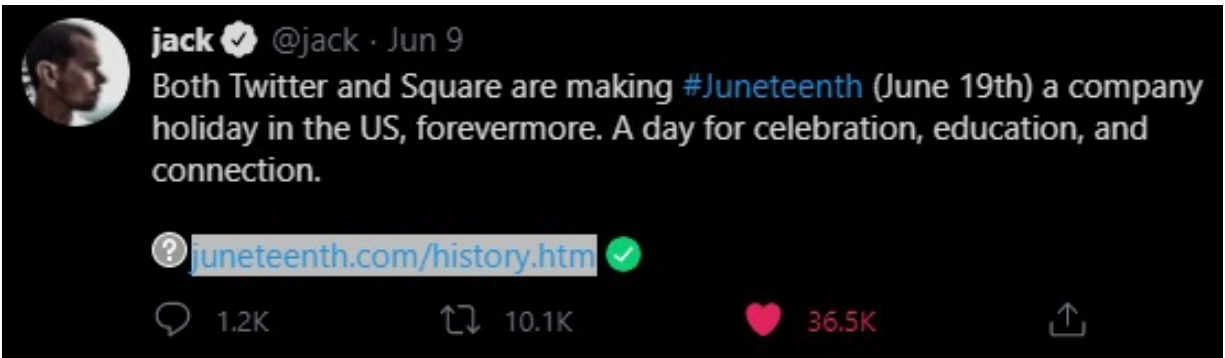 jack @jack · Jun 9
Both Twitter and Square are making #Juneteenth (June 19th) a company
holiday in the US, forevermore. A day for celebration, education, and
connection.
juneteenth.com/history.htm
1.2K 10.1K 36.5K